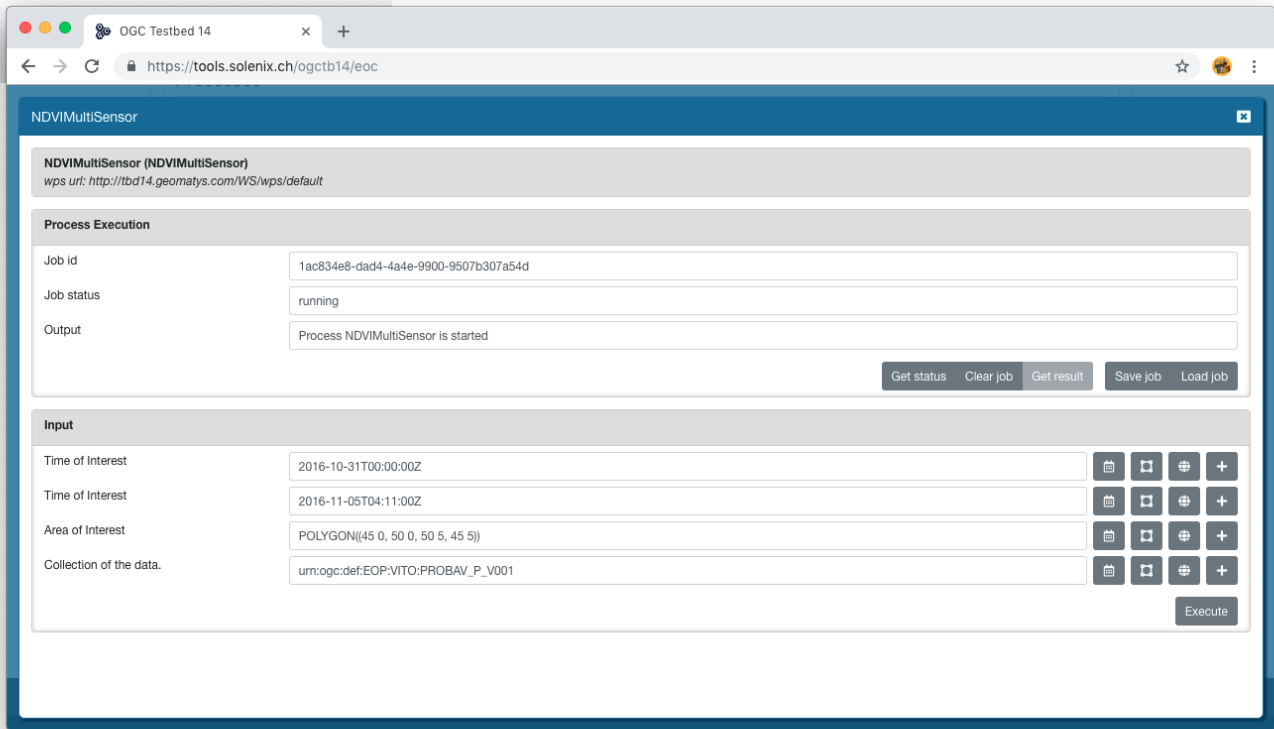 OGC Testbed 14
https://tools.solenix.ch/ogctb14/eoc
NDVIMultiSensor
NDVIMultiSensor (NDVIMultiSensor)
wps url: http://tbd14.geomatys.com/WS/wps/default
Process Execution
Job id 1ac834e8-dad4-4a4e-9900-9507b307a54d
Job status running
Output Process NDVIMultiSensor is started
Get status Clear job Get result Save job Load job
Input
Time of Interest 2016-10-31T00:00:00Z
Time of Interest 2016-11-05T04:11:00Z
Area of Interest POLYGON((45 0, 50 0, 50 5, 45 5))
Collection of the data. urn:ogc:def:EOP:VITO:PROBAV_P_V001
Execute